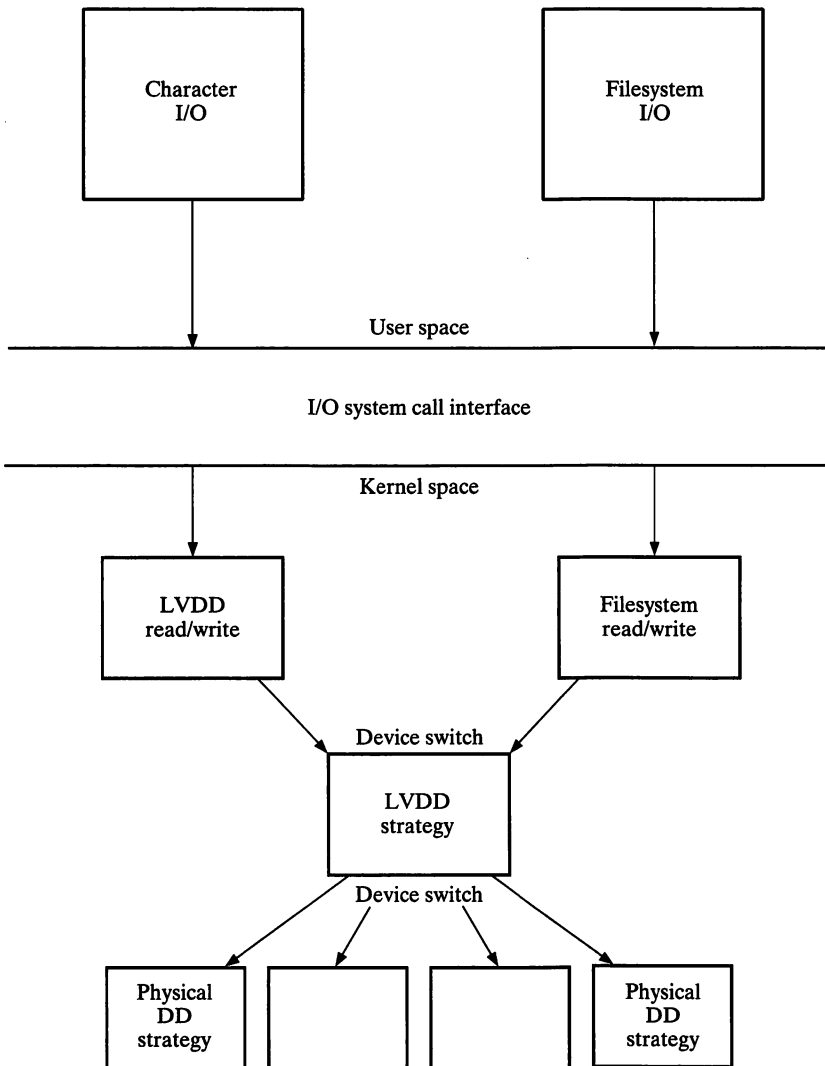 Character
I/O
Filesystem
I/O
User space
I/O system call interface
Kernel space
LVDD
read/write
Filesystem
read/write
Device switch
LVDD
strategy
Device switch
Physical
DD
strategy
Physical
DD
strategy